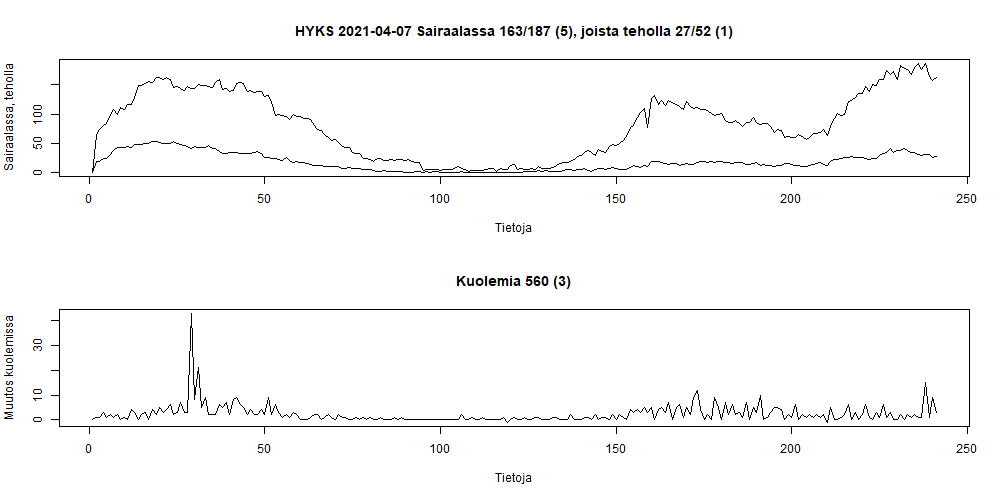 HYKS 2021-04-07 Sairaalassa 163/187 (5), joista teholla 27/52 (1)
Sairaalassa, teholla
0 50 100
0 50 100 150 200 250
Tietoja
Kuolemia 560 (3)
Muutos kuolemissa
0 10 30
0 50 100 150 200 250
Tietoja